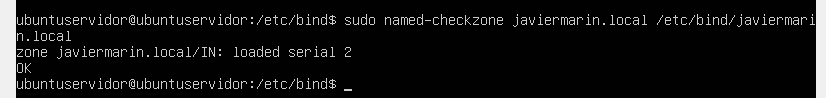 ubuntuservidor@ubuntuservidor:/etc/bind$ sudo named-checkzone javiermarin.local /etc/bind/javiermari
n.local
zone javiermarin.local/IN: loaded serial 2
OK
ubuntuservidor@ubuntuservidor:/etc/bind$ _